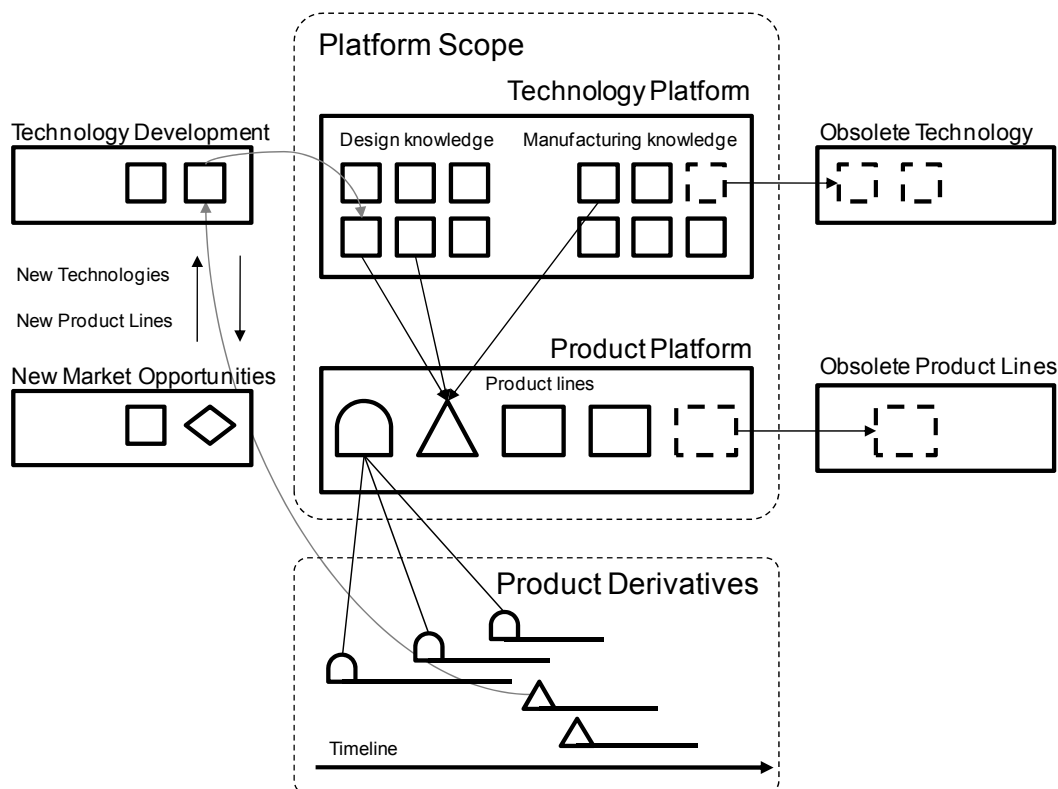 Platform Scope
Technology Platform
Technology Development
Design knowledge
Manufacturing knowledge
Obsolete Technology
New Technologies
New Product Lines
Product Platform
New Market Opportunities
Product lines
Obsolete Product Lines
Product Derivatives
Timeline